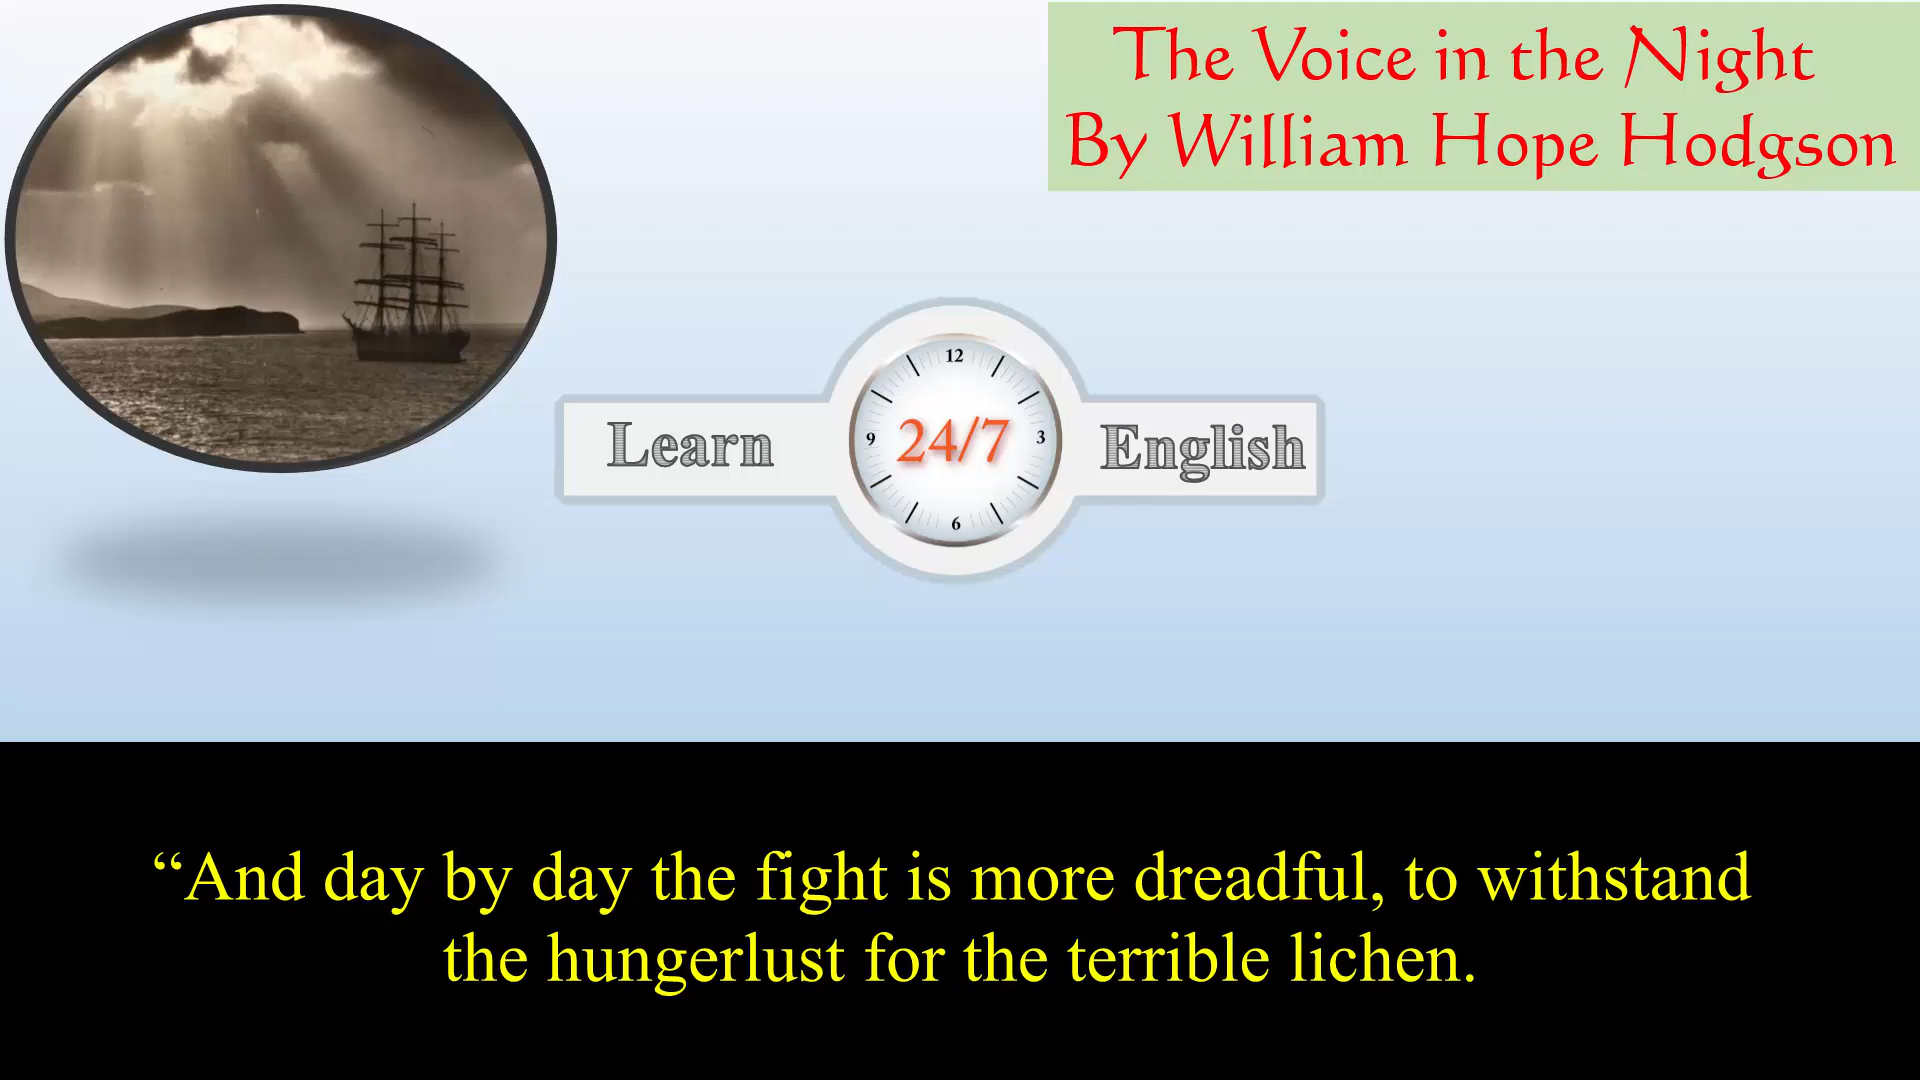 The Voice in the Night
By William Hope Hodgson
12
Learn
9
24/7
3
English
6
“And day by day the fight is more dreadful, to withstand
the hungerlust for the terrible lichen.